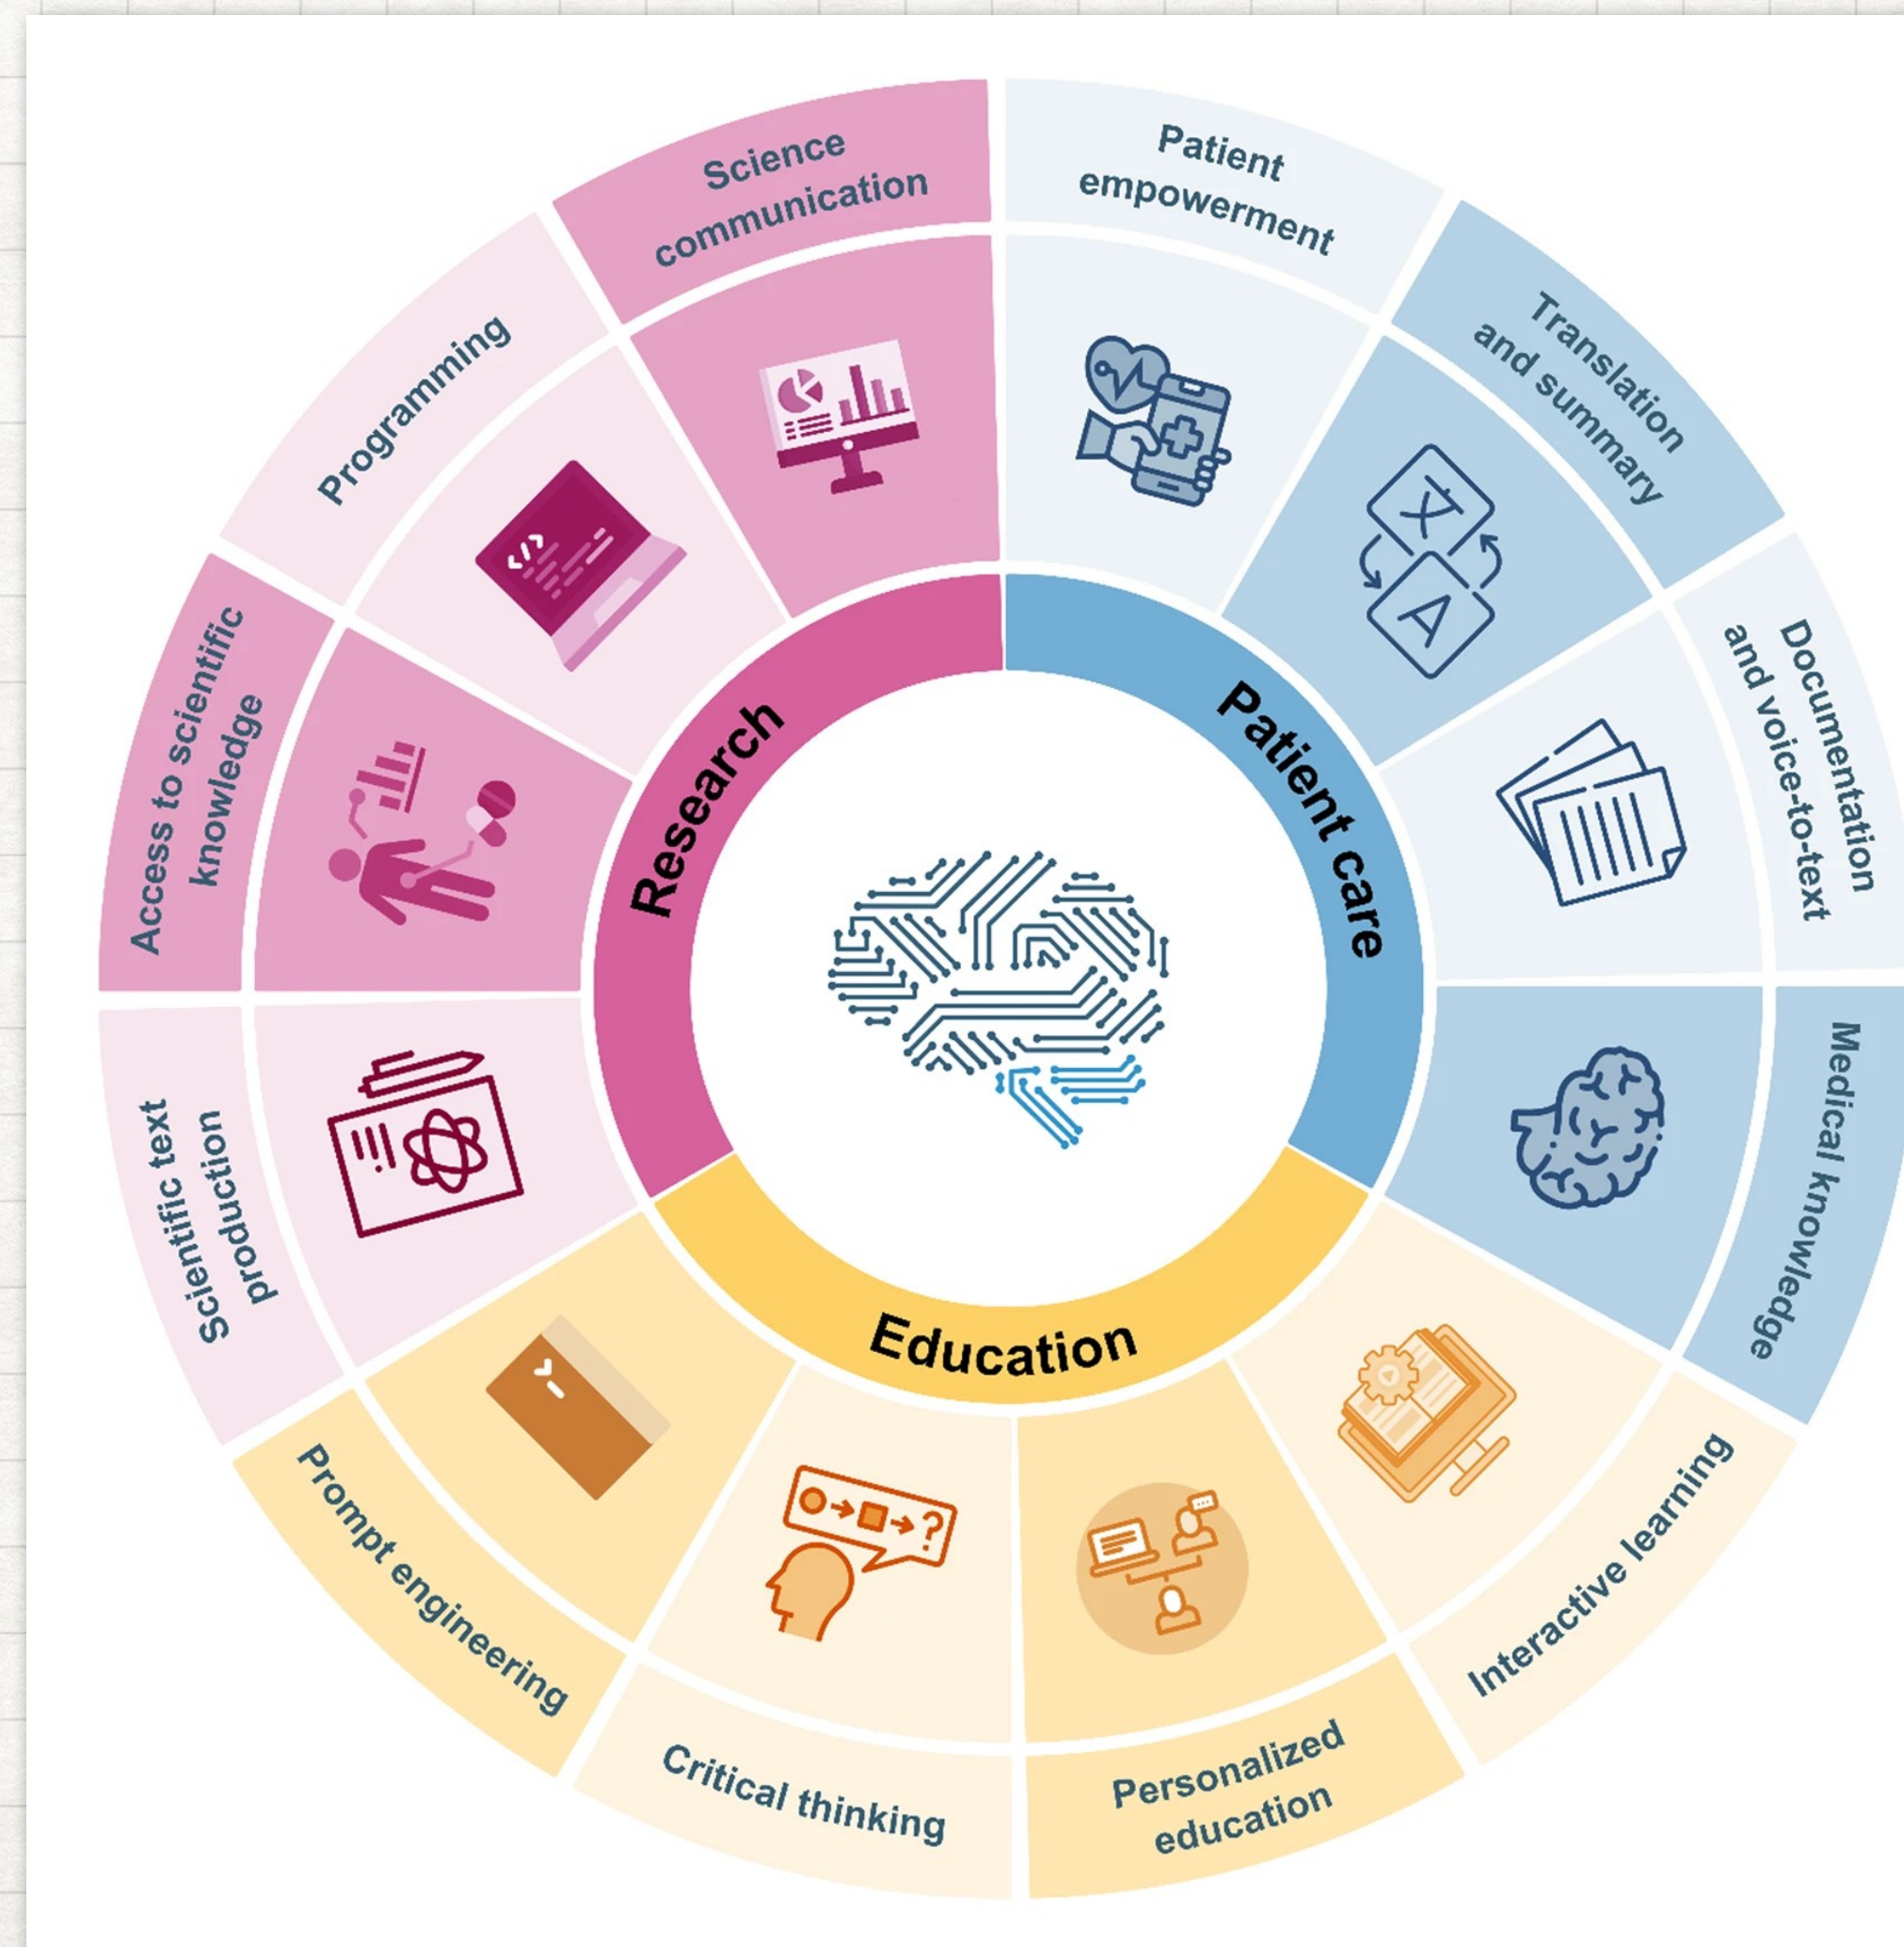 Science
communication
Patient
empowerment
Translation
and summary
Documentation
and voice-to-text
Medical knowledge
Interactive learning
Personalized
education
Critical thinking
Prompt engineering
Scientific text
production
Access to scientific
knowledge
Programming
Research
Patient care
Education
文
A